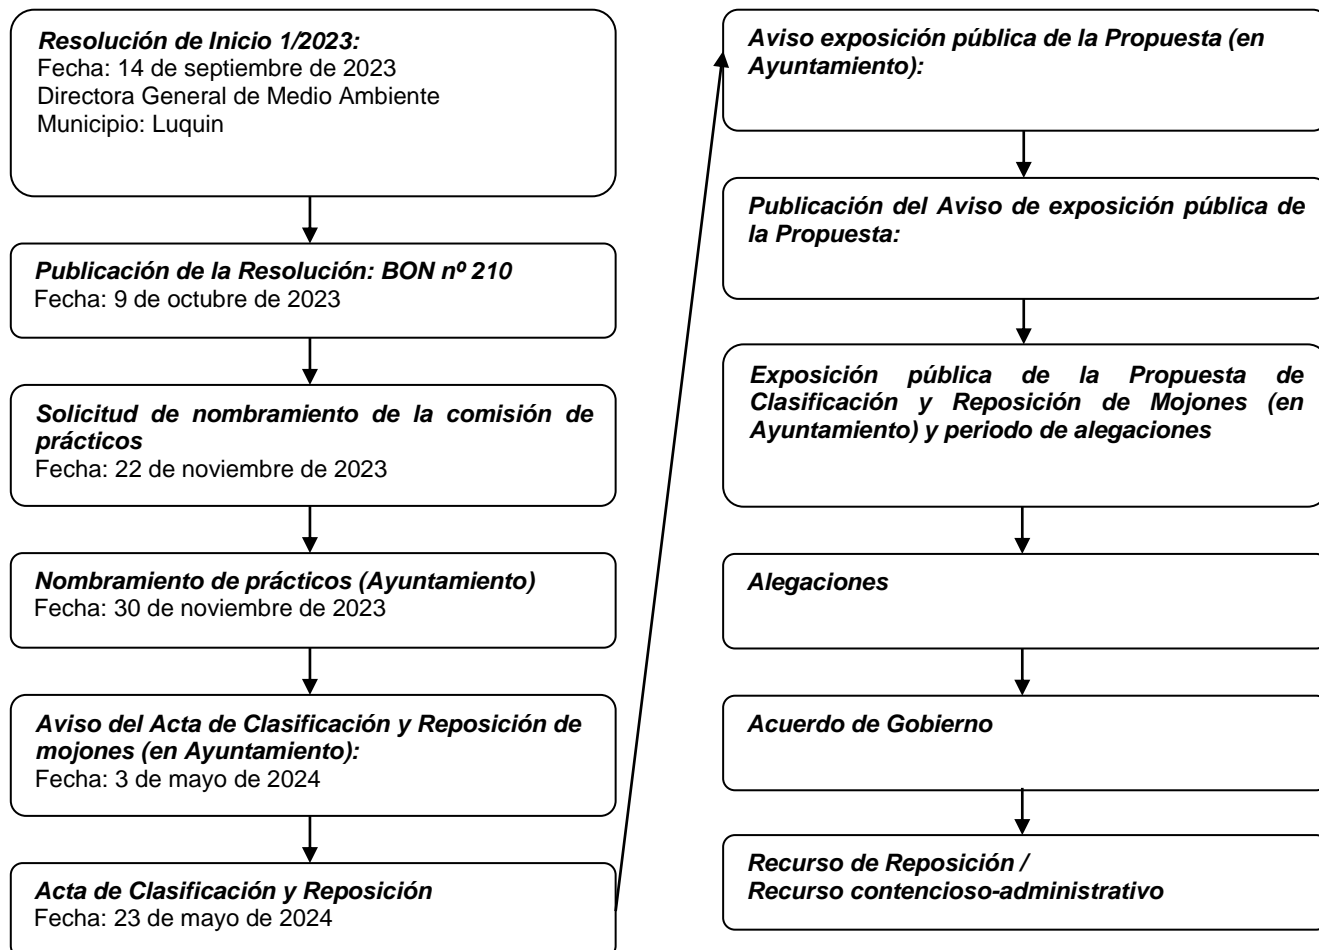 Resolución de Inicio 1/2023:
Fecha: 14 de septiembre de 2023
Directora General de Medio Ambiente
Municipio: Luquin
Publicación de la Resolución: BON nº 210
Fecha: 9 de octubre de 2023
Solicitud de nombramiento de la comisión de
prácticos
Fecha: 22 de noviembre de 2023
Nombramiento de prácticos (Ayuntamiento)
Fecha: 30 de noviembre de 2023
Aviso del Acta de Clasificación y Reposición de
mojones (en Ayuntamiento):
Fecha: 3 de mayo de 2024
Acta de Clasificación y Reposición
Fecha: 23 de mayo de 2024
Aviso exposición pública de la Propuesta (en
Ayuntamiento):
Publicación del Aviso de exposición pública de
la Propuesta:
Exposición pública de la Propuesta de
Clasificación y Reposición de Mojones (en
Ayuntamiento) y periodo de alegaciones
Alegaciones
Acuerdo de Gobierno
Recurso de Reposición /
Recurso contencioso-administrativo